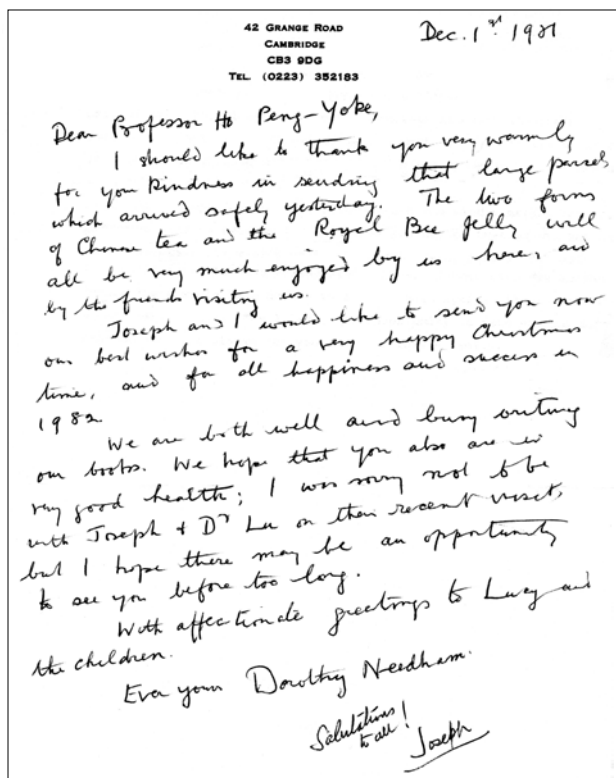 42 GRANGE ROAD
CAMBRIDGE
CB3 9DG
TEL. (0223) 352183
Dec. 1st 1981
Dear Professor Ho Peng-Yoke,
I should like to thank you very warmly
for your kindness in sending that large parcel
which arrived safely yesterday. The two forms
of Chinese tea and the Royal Bee Jelly will
all be very much enjoyed by us here, and
by the friends visiting us.
Joseph and I would like to send you now
our best wishes for a very happy Christmas
time, and for all happiness and success in
1982.
We are both well and busy writing
our books. We hope that you also are in
very good health; I was sorry not to be
with Joseph & Dr Lu on their recent visit,
but I hope there may be an opportunity
to see you before too long.
With affectionate greetings to Lucy and
the children.
Ever yours Dorothy Needham.
Salutations
to all!
Joseph